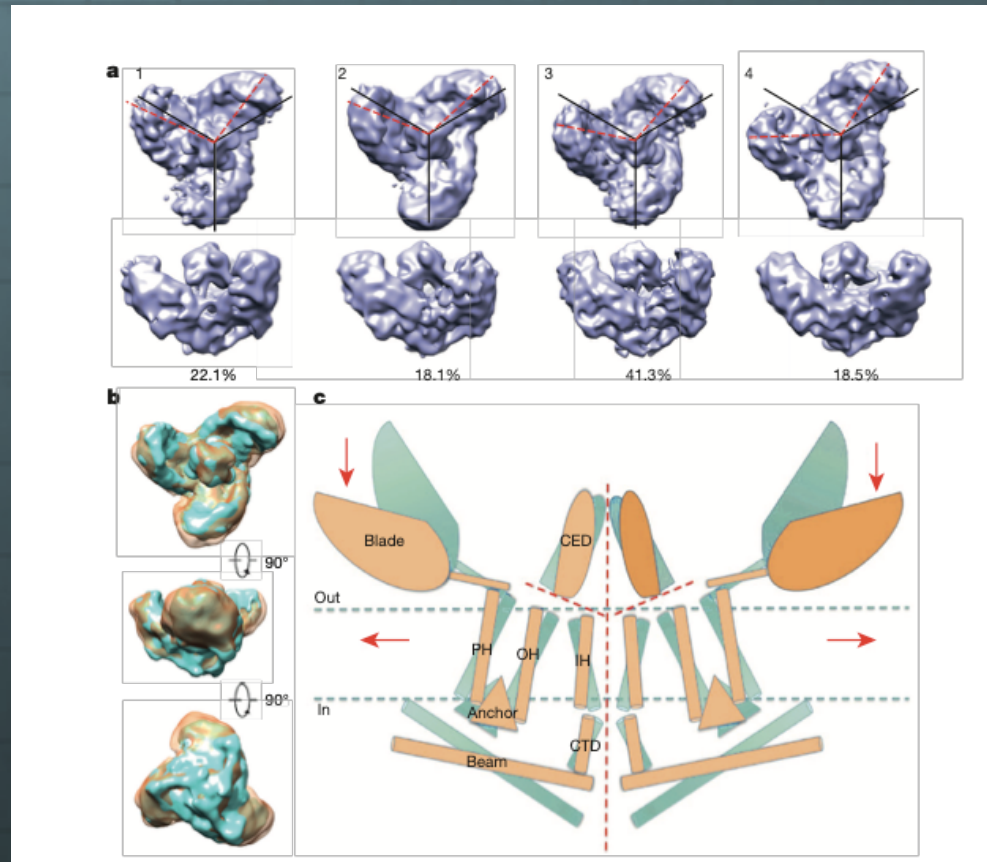 a
1
2
3
4
22.1%
18.1%
41.3%
18.5%
b
c
90°
90°
Blade
CED
Out
PH
OH
IH
In
Anchor
CTD
Beam